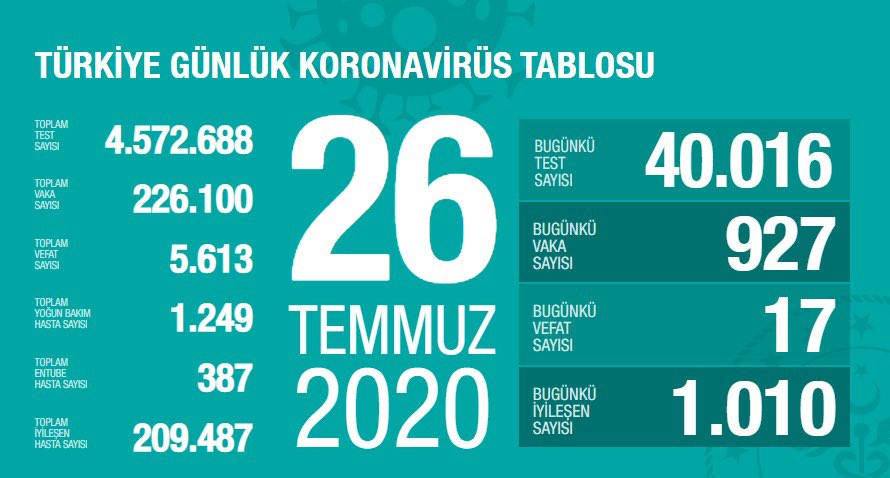 TÜRKİYE GÜNLÜK KORONAVİRÜS TABLOSU
TOPLAM
TEST
SAYISI
4.572.688
TOPLAM
VAKA
SAYISI
226.100
TOPLAM
VEFAT
SAYISI
5.613
TOPLAM
YOĞUN BAKIM
HASTA SAYISI
1.249
TOPLAM
ENTUBE
HASTA SAYISI
387
TOPLAM
İYİLEŞEN
HASTA SAYISI
209.487
26
TEMMUZ
2020
BUGÜNKÜ
TEST
SAYISI
40.016
BUGÜNKÜ
VAKA
SAYISI
927
BUGÜNKÜ
VEFAT
SAYISI
17
BUGÜNKÜ
İYİLEŞEN
SAYISI
1.010